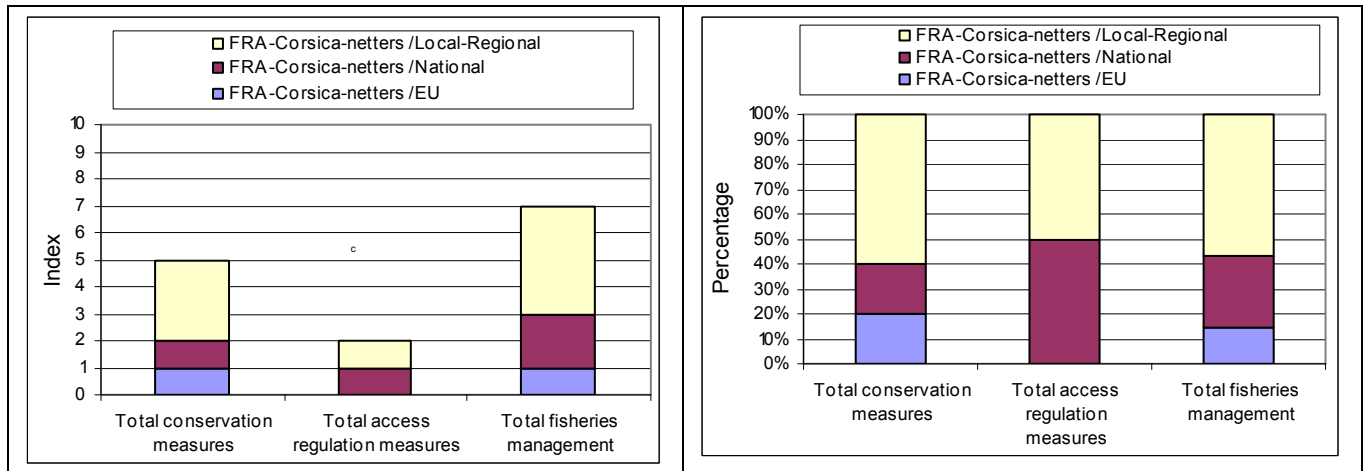 FRA-Corsica-netters /Local-Regional
FRA-Corsica-netters /National
FRA-Corsica-netters /EU
Index
10
9
8
7
6
5
4
3
2
1
0
c
Total conservation
measures
Total access
regulation measures
Total fisheries
management
FRA-Corsica-netters /Local-Regional
FRA-Corsica-netters /National
FRA-Corsica-netters /EU
Percentage
100%
90%
80%
70%
60%
50%
40%
30%
20%
10%
0%
Total conservation
measures
Total access
regulation
measures
Total fisheries
management